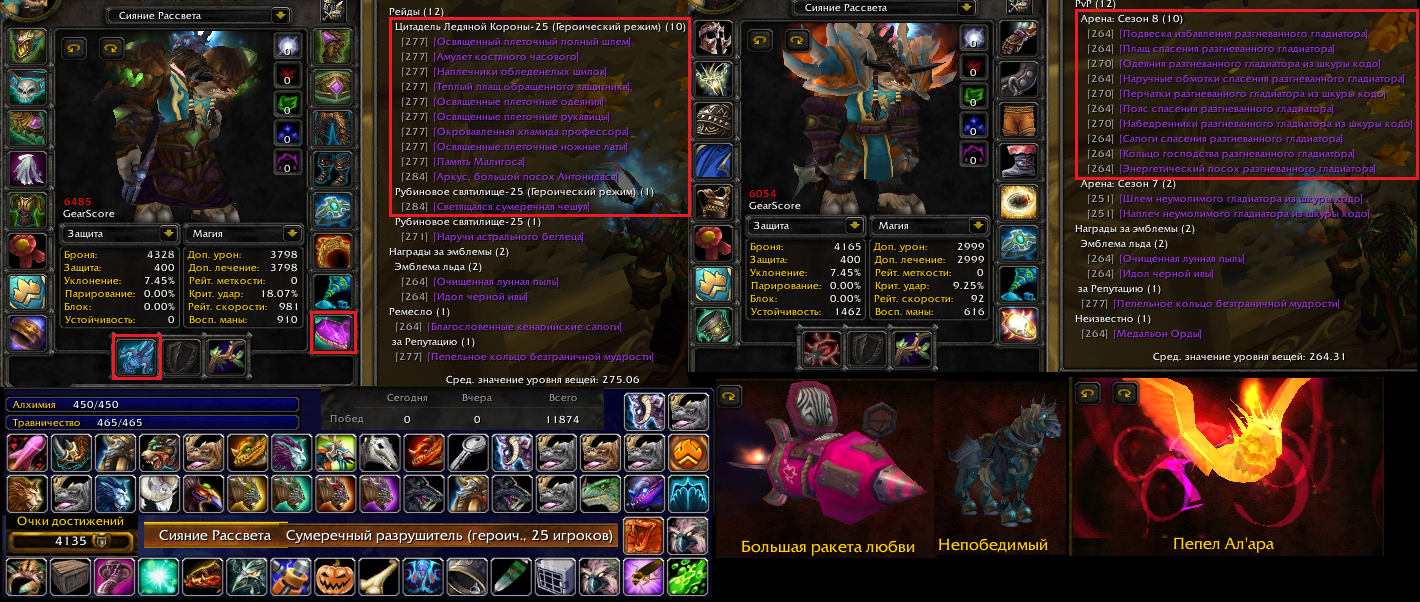 Сияние Рассвета
0
0
0
0
0
6485
GearScore
Защита
Магия
Броня: 4328
Защита: 400
Уклонение: 7.45%
Парирование: 0.00%
Блок: 0.00%
Устойчивость: 0
Доп. урон: 3798
Доп. лечение: 3798
Рейт. меткости: 0
Крит. удар: 18.07%
Рейт. скорости: 981
Восп. маны: 910
Рейды (12)
Цитадель Ледяной Короны-25 (Героический режим) (10)
[277] [Освященный плеточный полный шлем]
[277] [Амулет костяного часового]
[277] [Наплечники обледенелых шипов]
[277] [Теплый плащ обращенного защитника]
[277] [Освященные плеточные одеяния]
[277] [Освященные плеточные рукавицы]
[277] [Окровавленная хламида профессора]
[277] [Освященные плеточные ножные латы]
[277] [Память Малигоса]
[284] [Аркус, большой посох Антонидаса]
Рубиновое святилище-25 (Героический режим) (1)
[284] [Светящаяся сумеречная чешуя]
Рубиновое святилище-25 (1)
[271] [Наручи астрального беглеца]
Награды за эмблемы (2)
Эмблема льда (2)
[264] [Очищенная лунная пыль]
[264] [Идол черной ивы]
Ремесло (1)
[264] [Благословенные кенарийские сапоги]
за Репутацию (1)
[277] [Пепельное кольцо безграничной мудрости]
Сред. значение уровня вещей: 275.06
Сияние Рассвета
0
0
0
0
0
6054
GearScore
Защита
Магия
Броня: 4165
Защита: 400
Уклонение: 7.45%
Парирование: 0.00%
Блок: 0.00%
Устойчивость: 1462
Доп. урон: 2999
Доп. лечение: 2999
Рейт. меткости: 0
Крит. удар: 9.25%
Рейт. скорости: 92
Восп. маны: 616
PvP (12)
Арена: Сезон 8 (10)
[264] [Подвеска избавления разгневанного гладиатора]
[264] [Плащ спасения разгневанного гладиатора]
[270] [Одеяния разгневанного гладиатора из шкуры кодо]
[264] [Наручные обмотки спасения разгневанного гладиатора]
[270] [Перчатки разгневанного гладиатора из шкуры кодо]
[264] [Пояс спасения разгневанного гладиатора]
[270] [Набедренники разгневанного гладиатора из шкуры кодо]
[264] [Сапоги спасения разгневанного гладиатора]
[264] [Кольцо господства разгневанного гладиатора]
[264] [Энергетический посох разгневанного гладиатора]
Арена: Сезон 7 (2)
[251] [Шлем неумолимого гладиатора из шкуры кодо]
[251] [Наплеч неумолимого гладиатора из шкуры кодо]
Награды за эмблемы (2)
Эмблема льда (2)
[264] [Очищенная лунная пыль]
[264] [Идол черной ивы]
за Репутацию (1)
[277] [Пепельное кольцо безграничной мудрости]
Неизвестно (1)
[264] [Медальон Орды]
Сред. значение уровня вещей: 264.31
Алхимия 450/450
Травничество 465/465
Сегодня Вчера Всего
Побед 0 0 11874
Очки достижений
4135
Сияние Рассвета Сумеречный разрушитель (героич., 25 игроков)
Большая ракета любви
Непобедимый
Пепел Ал'ара